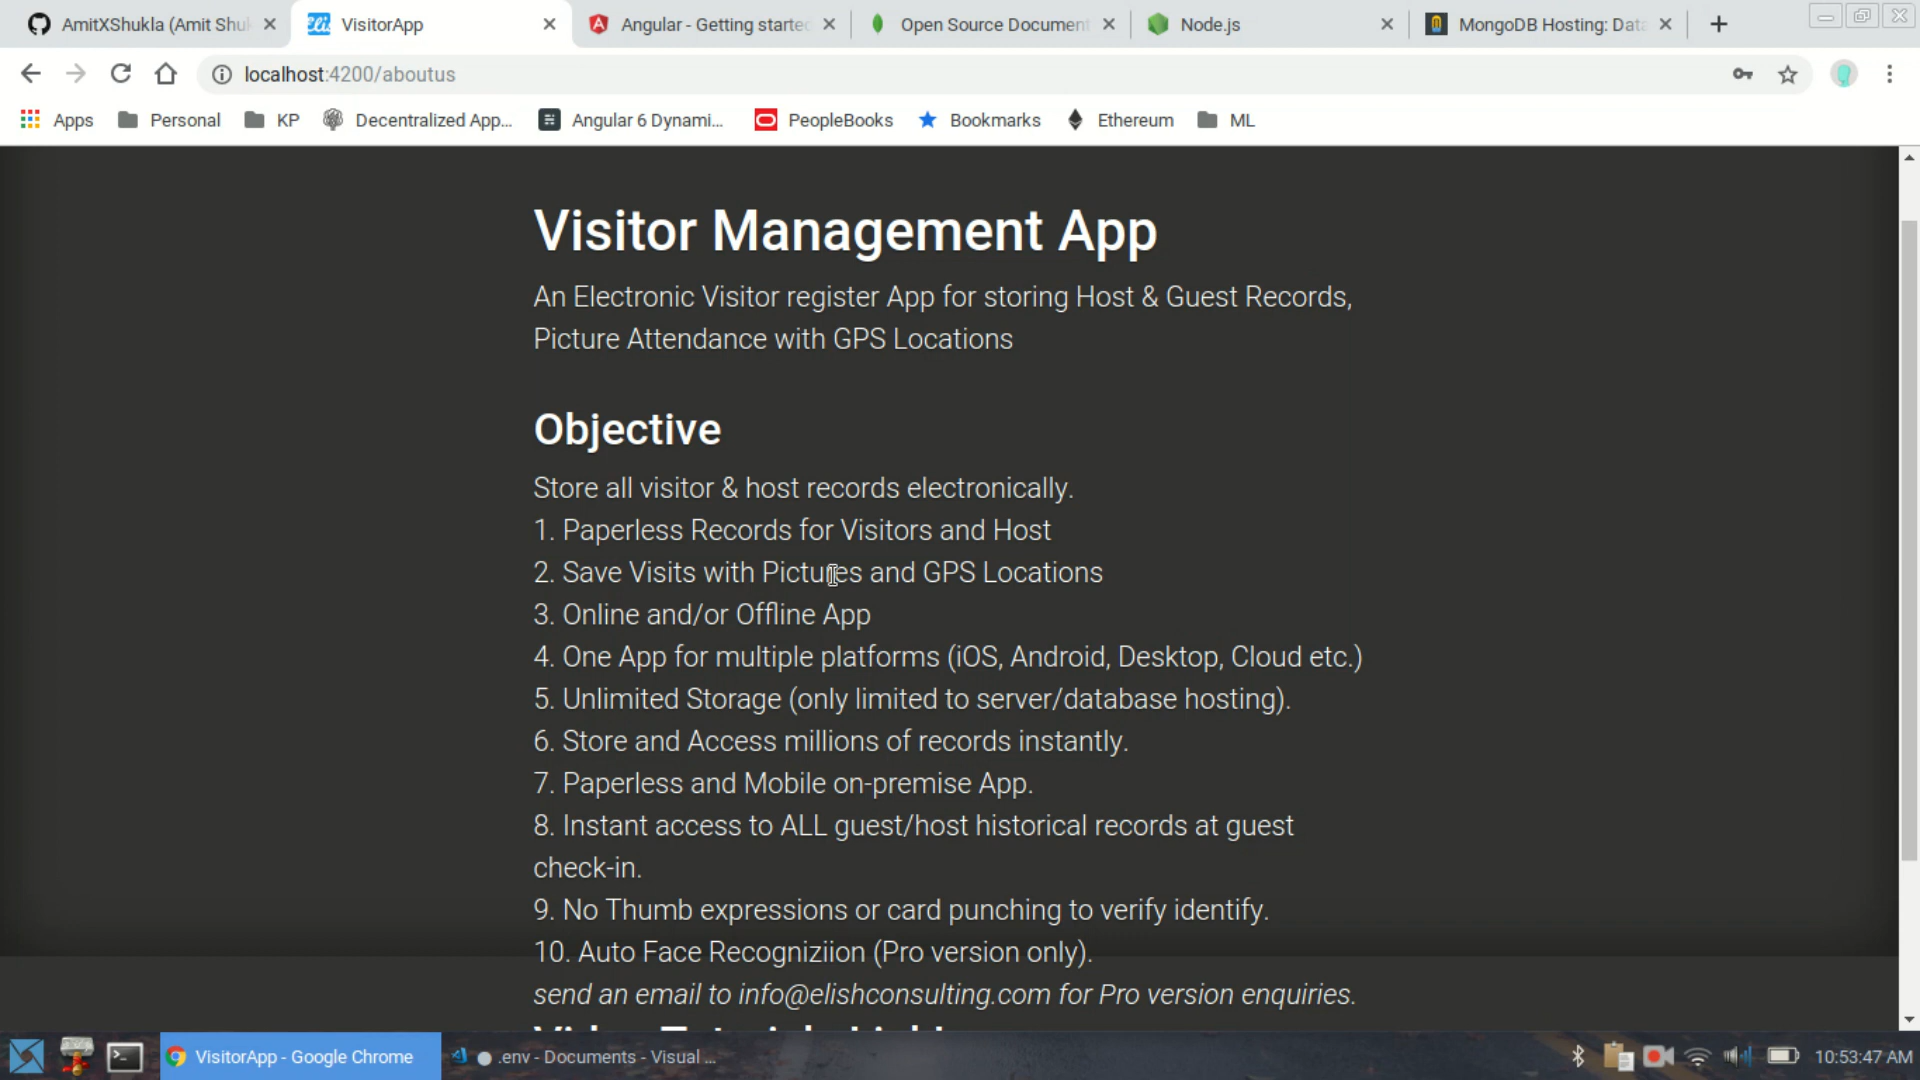 AmitXShukla (Amit Shu
VisitorApp
Angular - Getting started
Open Source Document
Node.js
MongoDB Hosting: Data
localhost:4200/aboutus
Apps
Personal
KP
Decentralized App...
Angular 6 Dynami...
PeopleBooks
Bookmarks
Ethereum
ML
Visitor Management App
An Electronic Visitor register App for storing Host & Guest Records,
Picture Attendance with GPS Locations
Objective
Store all visitor & host records electronically.
1. Paperless Records for Visitors and Host
2. Save Visits with Pictures and GPS Locations
3. Online and/or Offline App
4. One App for multiple platforms (iOS, Android, Desktop, Cloud etc.)
5. Unlimited Storage (only limited to server/database hosting).
6. Store and Access millions of records instantly.
7. Paperless and Mobile on-premise App.
8. Instant access to ALL guest/host historical records at guest
check-in.
9. No Thumb expressions or card punching to verify identify.
10. Auto Face Recogniziion (Pro version only).
send an email to info@elishconsulting.com for Pro version enquiries.
VisitorApp - Google Chrome
.env - Documents - Visual ...
10:53:47 AM